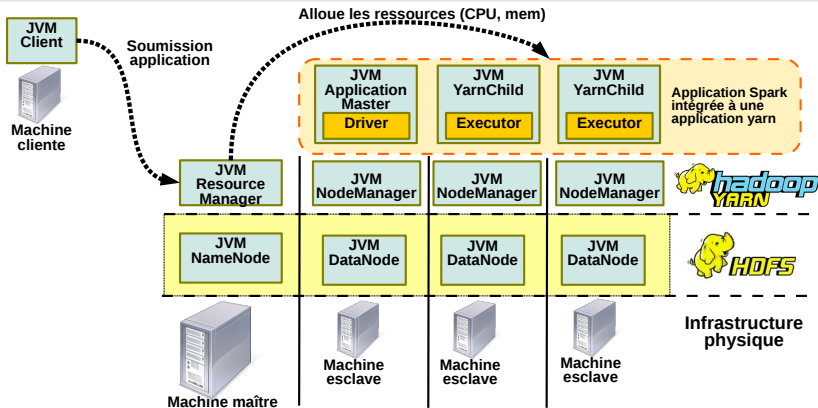 Alloue les ressources (CPU, mem)
JVM
Client
Soumission
application
Machine
cliente
JVM
Application
Master
Driver
JVM
YarnChild
Executor
JVM
YarnChild
Executor
Application Spark
intégrée à une
application yarn
JVM
Resource
Manager
JVM
NodeManager
JVM
NodeManager
JVM
NodeManager
hadoop
YARN
JVM
NameNode
JVM
DataNode
JVM
DataNode
JVM
DataNode
HDFS
Machine maître
Machine
esclave
Machine
esclave
Machine
esclave
Infrastructure
physique